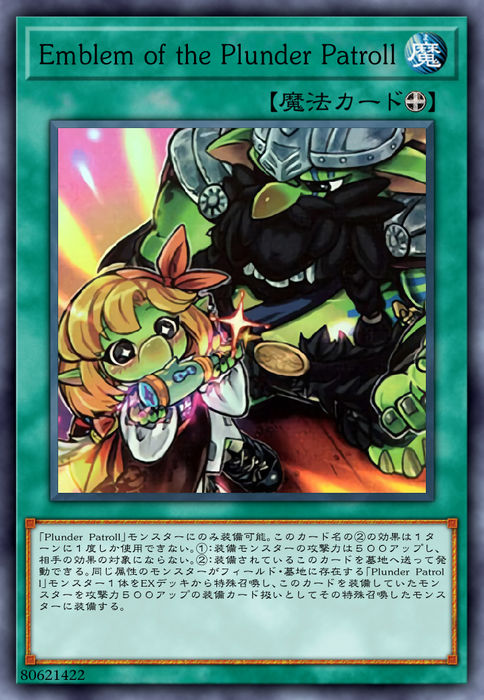 Emblem of the Plunder Patroll 魔
【魔法カード】
「Plunder Patroll」モンスターにのみ装備可能。このカード名の②の効果は１タ
ーンに１度しか使用できない。①：装備モンスターの攻撃力は５００アップし、
相手の効果の対象にならない。②：装備されているこのカードを墓地へ送って発
動できる。同じ属性のモンスターがフィールド・墓地に存在する「Plunder Patrol
l」モンスター１体をEXデッキから特殊召喚し、このカードを装備していたモン
スターを攻撃力５００アップの装備カード扱いとしてその特殊召喚したモンス
ターに装備する。
80621422